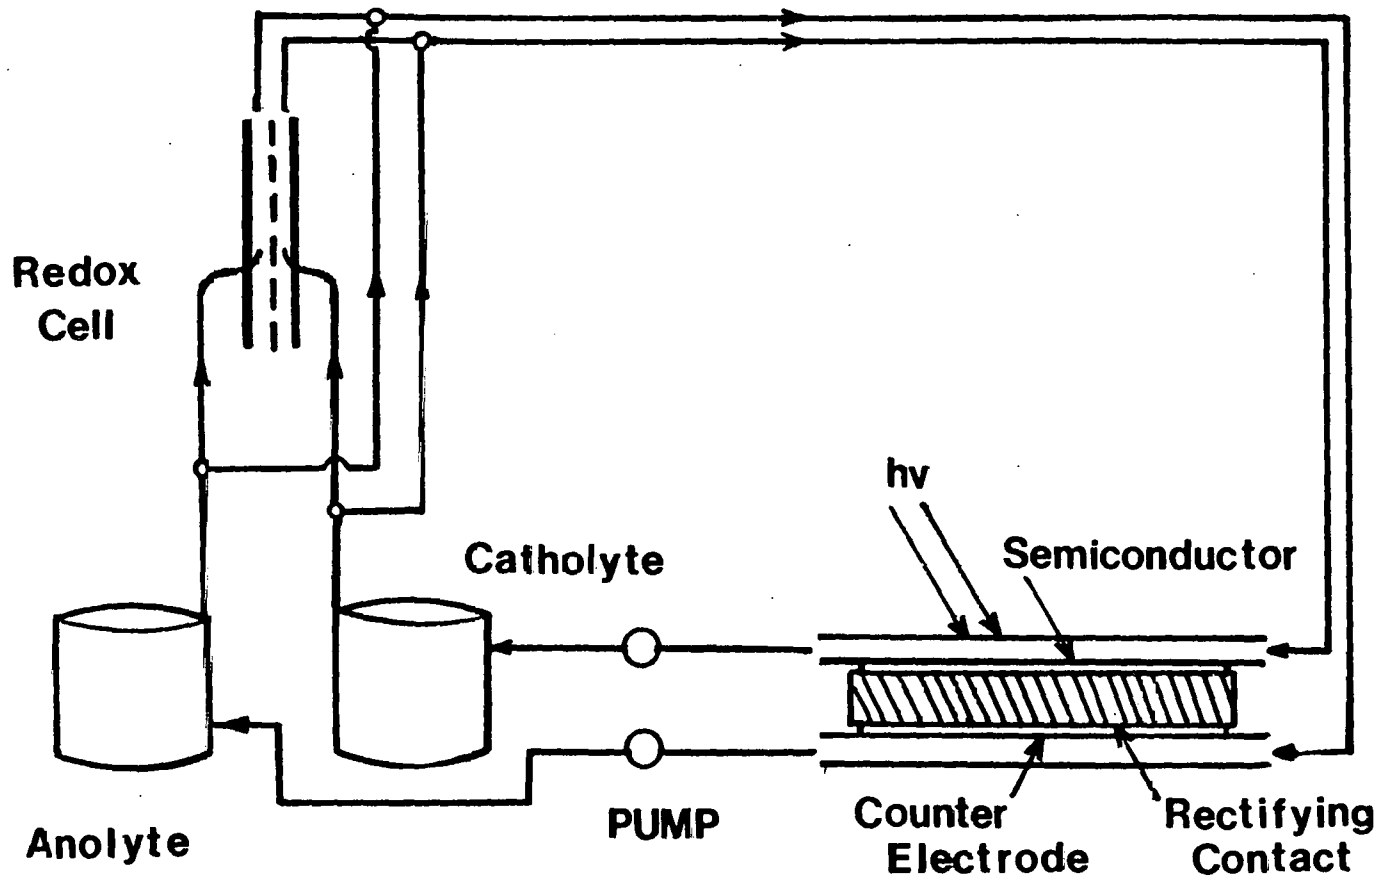 Redox
Cell
hv
Semiconductor
Catholyte
Anolyte
PUMP
Counter
Electrode
Rectifying
Contact